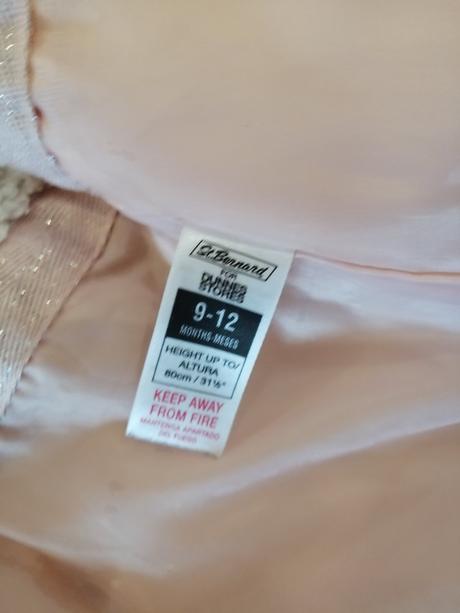 St. Bernard
FOR
DUNNES
STORES
9-12
MONTHS-MESES
HEIGHT UP TO/
ALTURA
80cm / 31½"
KEEP AWAY
FROM FIRE
MANTENGA APARTADO
DEL FUEGO